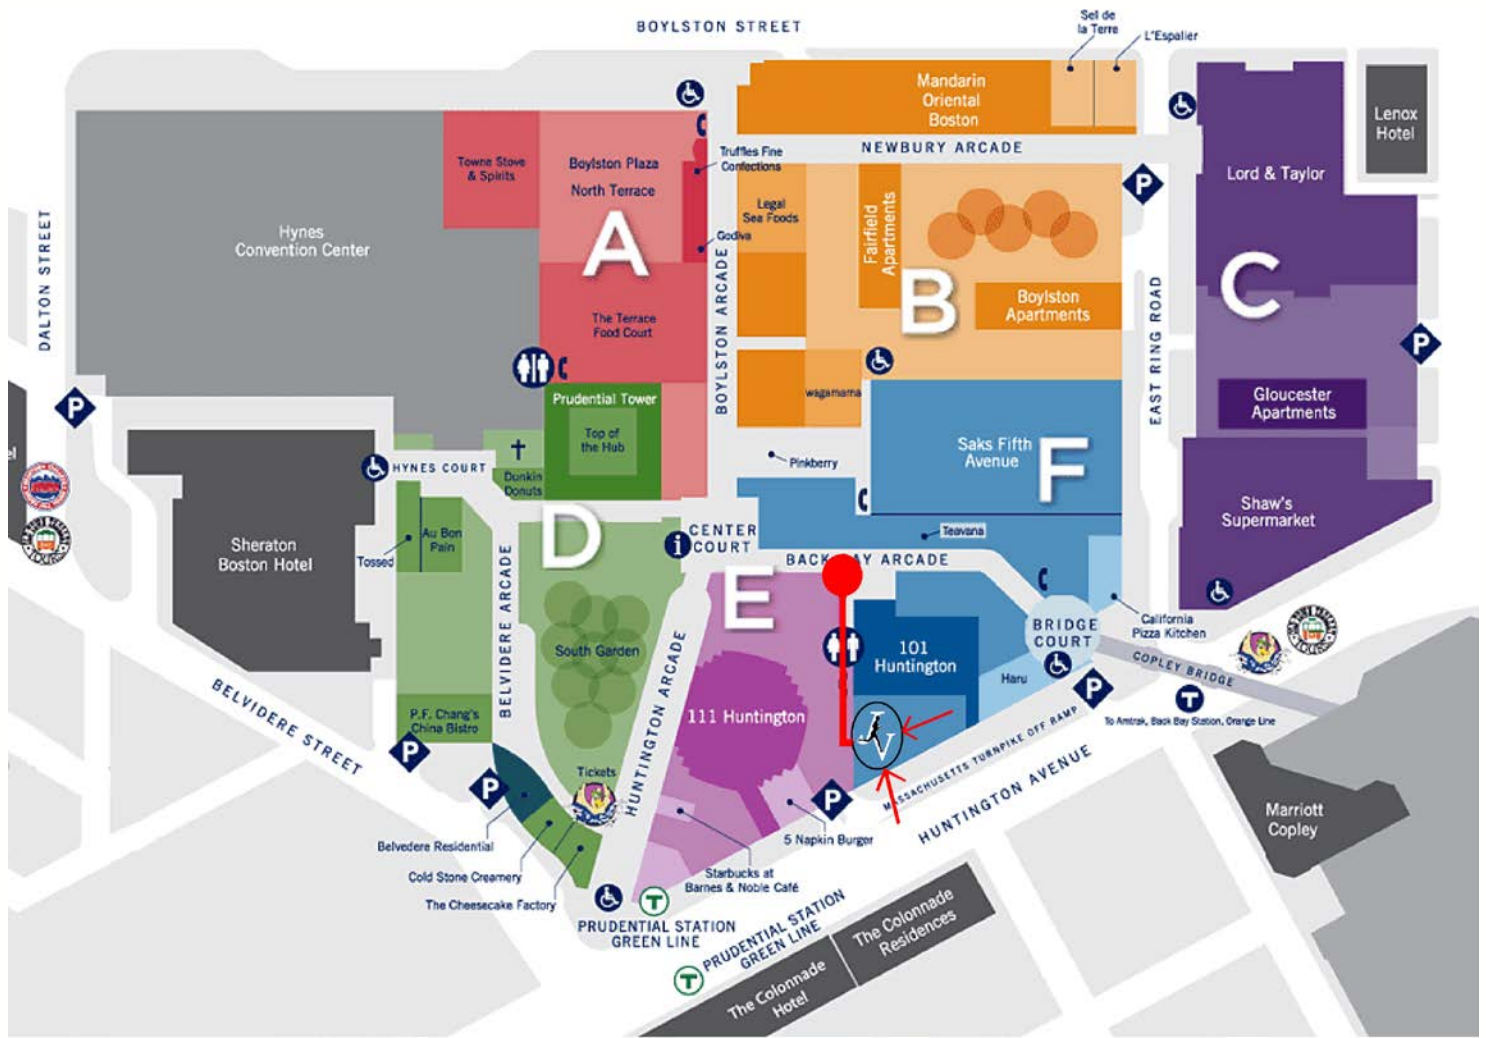 BOYLSTON STREET
Sel de
la Terre
L'Espalier
Mandarin
Oriental
Boston
Lenox
Hotel
NEWBURY ARCADE
Towne Stove
& Spirits
Boylston Plaza
North Terrace
Truffles Fine
Confections
Lord & Taylor
P
Legal
Sea Foods
Fairfield
Apartments
Hynes
Convention Center
A
Godiva
DALTON STREET
BOYLSTON ARCADE
B
Boylston
Apartments
EAST RING ROAD
C
The Terrace
Food Court
P
Prudential Tower
wagamama
Gloucester
Apartments
P
Top of
the Hub
Saks Fifth
Avenue
F
Pinkberry
HYNES COURT
Dunkin
Donuts
Shaw's
Supermarket
Au Bon
Pain
Tossed
D
i
CENTER
COURT
Teavana
Sheraton
Boston Hotel
BACK BAY ARCADE
BELVIDERE ARCADE
E
BRIDGE
COURT
California
Pizza Kitchen
101
Huntington
South Garden
HUNTINGTON ARCADE
COPLEY BRIDGE
Haru
P
T
To Amtrak, Back Bay Station, Orange Line
BELVIDERE STREET
P.F. Chang's
China Bistro
P
111 Huntington
JV
MASSACHUSETTS TURNPIKE OFF RAMP
HUNTINGTON AVENUE
Tickets
P
P
5 Napkin Burger
Marriott
Copley
Belvedere Residential
Cold Stone Creamery
The Cheesecake Factory
Starbucks at
Barnes & Noble Café
T
PRUDENTIAL STATION
GREEN LINE
T
PRUDENTIAL STATION
GREEN LINE
The Colonnade
Residences
The Colonnade
Hotel